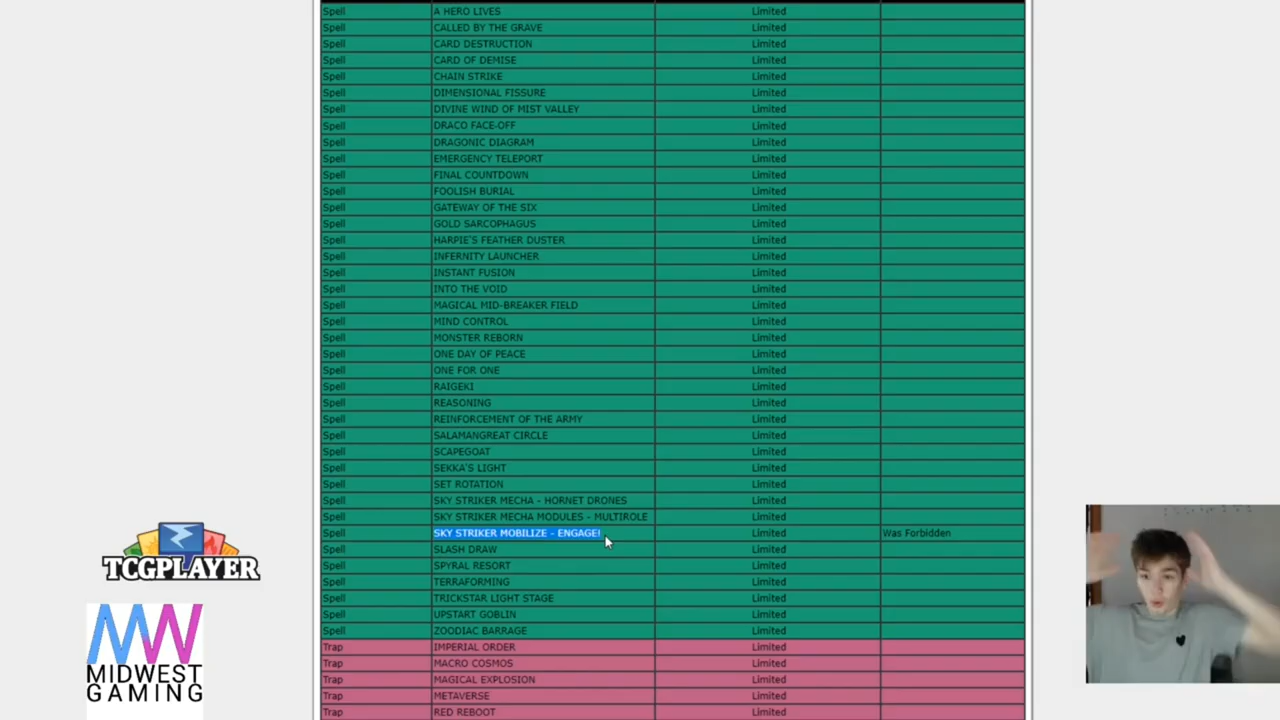 Spell A HERO LIVES Limited
Spell CALLED BY THE GRAVE Limited
Spell CARD DESTRUCTION Limited
Spell CARD OF DEMISE Limited
Spell CHAIN STRIKE Limited
Spell DIMENSIONAL FISSURE Limited
Spell DIVINE WIND OF MIST VALLEY Limited
Spell DRACO FACE-OFF Limited
Spell DRAGONIC DIAGRAM Limited
Spell EMERGENCY TELEPORT Limited
Spell FINAL COUNTDOWN Limited
Spell FOOLISH BURIAL Limited
Spell GATEWAY OF THE SIX Limited
Spell GOLD SARCOPHAGUS Limited
Spell HARPIE'S FEATHER DUSTER Limited
Spell INFERNITY LAUNCHER Limited
Spell INSTANT FUSION Limited
Spell INTO THE VOID Limited
Spell MAGICAL MID-BREAKER FIELD Limited
Spell MIND CONTROL Limited
Spell MONSTER REBORN Limited
Spell ONE DAY OF PEACE Limited
Spell ONE FOR ONE Limited
Spell RAIGEKI Limited
Spell REASONING Limited
Spell REINFORCEMENT OF THE ARMY Limited
Spell SALAMANGREAT CIRCLE Limited
Spell SCAPEGOAT Limited
Spell SEKKA'S LIGHT Limited
Spell SET ROTATION Limited
Spell SKY STRIKER MECHA - HORNET DRONES Limited
Spell SKY STRIKER MECHA MODULES - MULTIROLE Limited
Spell SKY STRIKER MOBILIZE - ENGAGE! Limited Was Forbidden
Spell SLASH DRAW Limited
Spell SPYRAL RESORT Limited
Spell TERRAFORMING Limited
Spell TRICKSTAR LIGHT STAGE Limited
Spell UPSTART GOBLIN Limited
Spell ZOODIAC BARRAGE Limited
Trap IMPERIAL ORDER Limited
Trap MACRO COSMOS Limited
Trap MAGICAL EXPLOSION Limited
Trap METAVERSE Limited
Trap RED REBOOT Limited
TCGPLAYER
MW
MIDWEST
GAMING